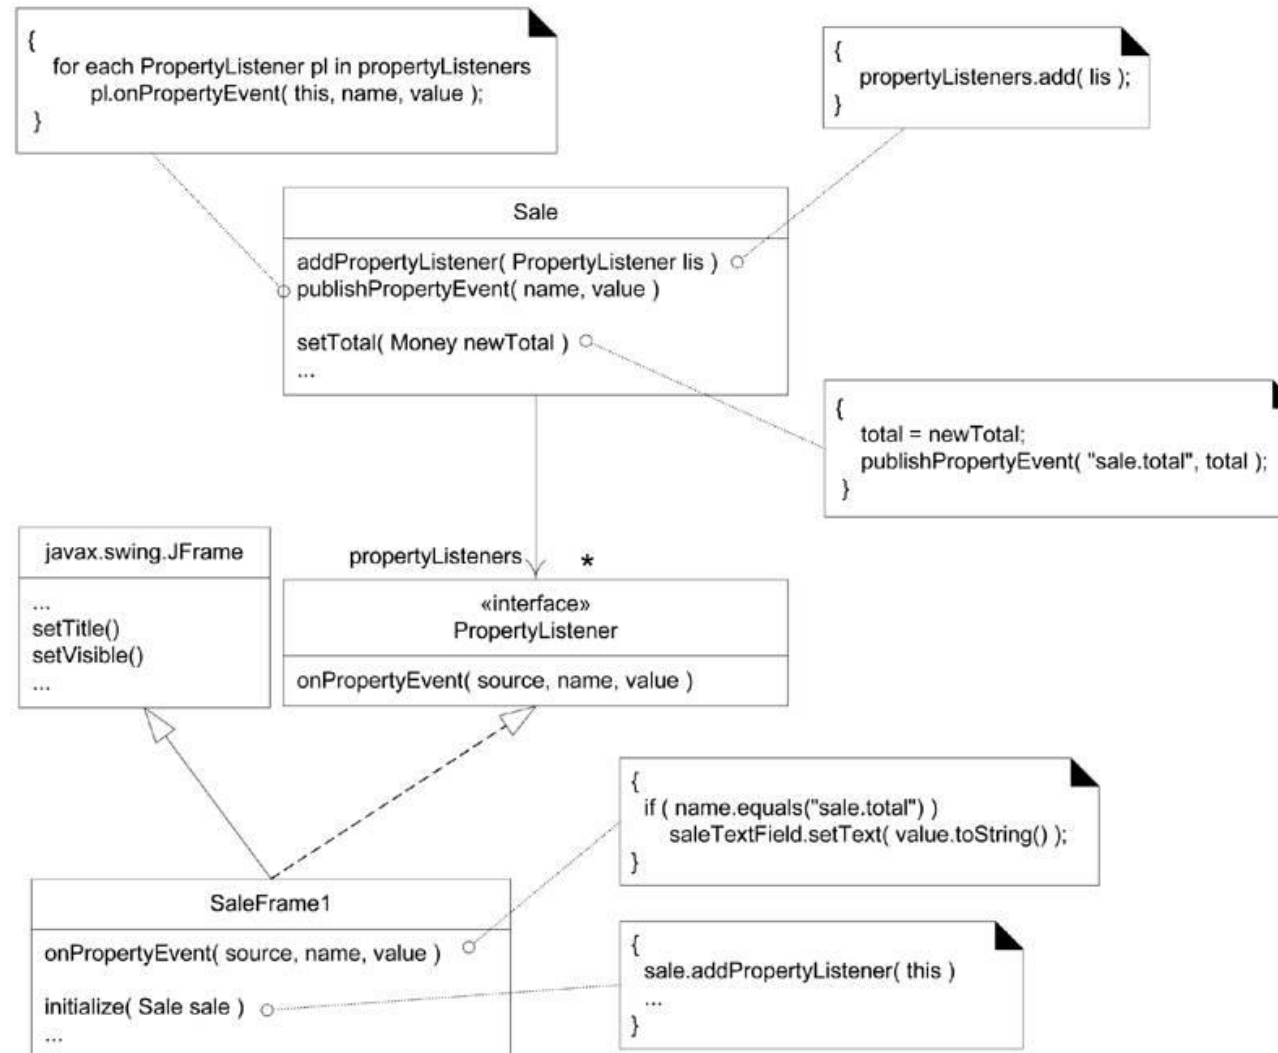 {
for each PropertyListener pl in propertyListeners
pl.onPropertyEvent( this, name, value );
}
{
propertyListeners.add( lis );
}
Sale
addPropertyListener( PropertyListener lis )
publishPropertyEvent( name, value )
setTotal( Money newTotal )
...
{
total = newTotal;
publishPropertyEvent( "sale.total", total );
}
javax.swing.JFrame
...
setTitle()
setVisible()
...
propertyListeners
*
«interface»
PropertyListener
onPropertyEvent( source, name, value )
{
if ( name.equals("sale.total") )
saleTextField.setText( value.toString() );
}
SaleFrame1
onPropertyEvent( source, name, value )
initialize( Sale sale )
...
{
sale.addPropertyListener( this )
...
}